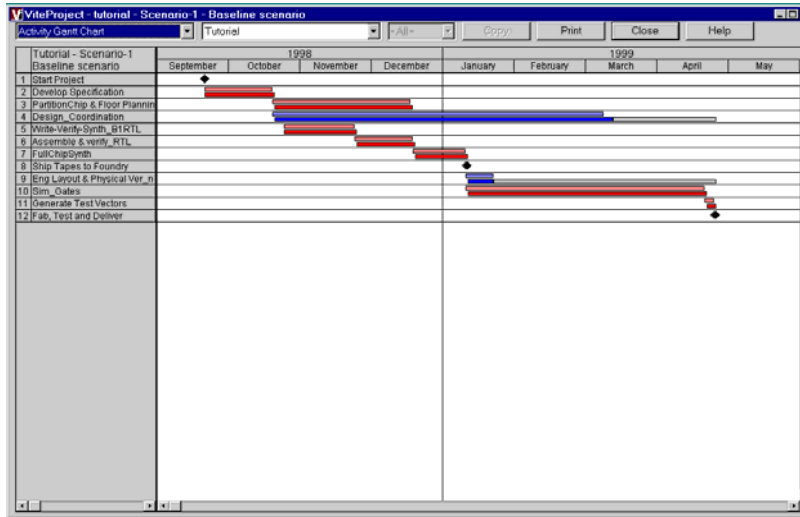 ViteProject - tutorial - Scenario-1 - Baseline scenario
Activity Gantt Chart Tutorial -All- Copy Print Close Help
Tutorial - Scenario-1 1998 1999
Baseline scenario September October November December January February March April May
1 Start Project
2 Develop Specification
3 PartitionChip & Floor Plannin
4 Design_Coordination
5 Write-Verify-Synth_B1RTL
6 Assemble & verify_RTL
7 FullChipSynth
8 Ship Tapes to Foundry
9 Eng Layout & Physical Ver_n
10 Sim_Gates
11 Generate Test Vectors
12 Fab, Test and Deliver